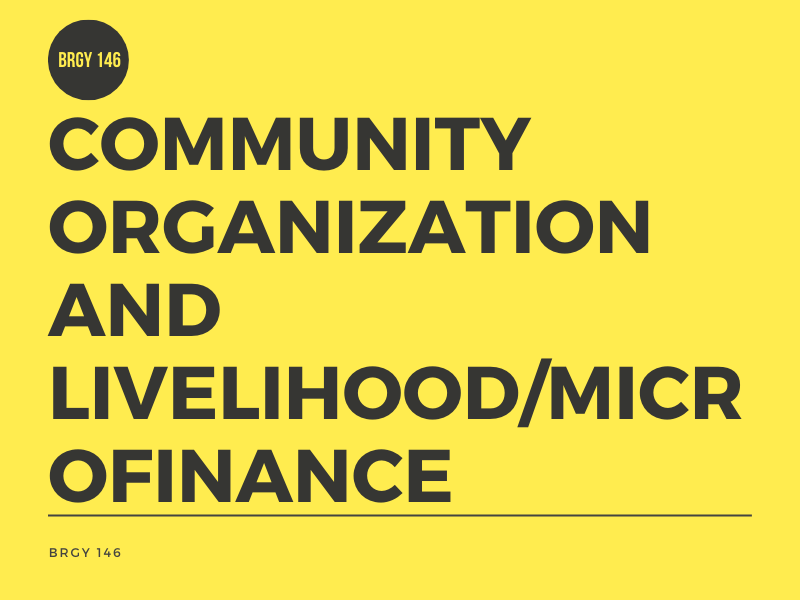 BRGY 146
COMMUNITY
ORGANIZATION
AND
LIVELIHOOD/MICR
OFINANCE
BRGY 146